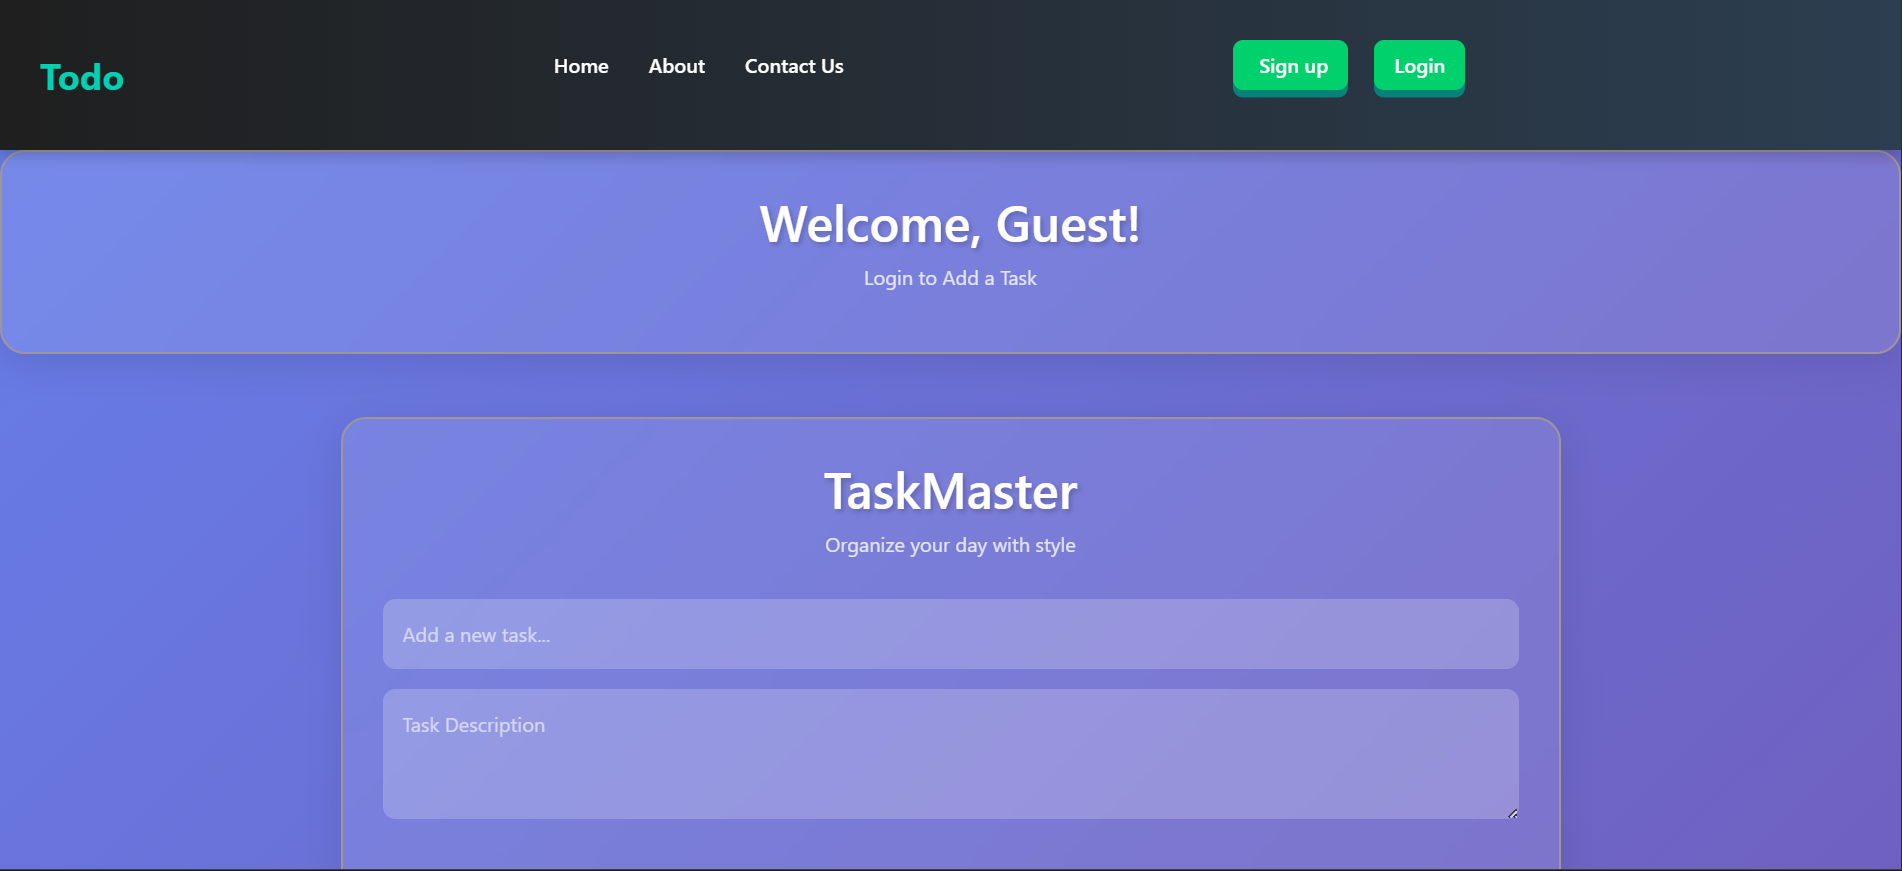 Todo
Home About Contact Us
Sign up Login
Welcome, Guest!
Login to Add a Task
TaskMaster
Organize your day with style
Add a new task...
Task Description